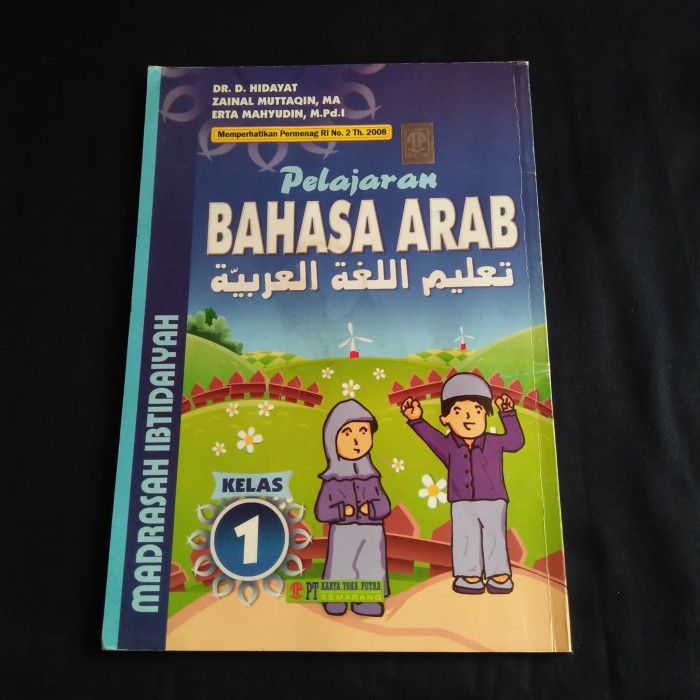 DR. D. HIDAYAT
ZAINAL MUTTAQIN, MA
ERTA MAHYUDIN, M.Pd.I
Memperhatikan Permenag RI No. 2 Th. 2008
Pelajaran
BAHASA ARAB
تعليم اللغة العربيّة
MADRASAH IBTIDAIYAH
KELAS
1
PT KARYA TOHA PUTRA
SEMARANG